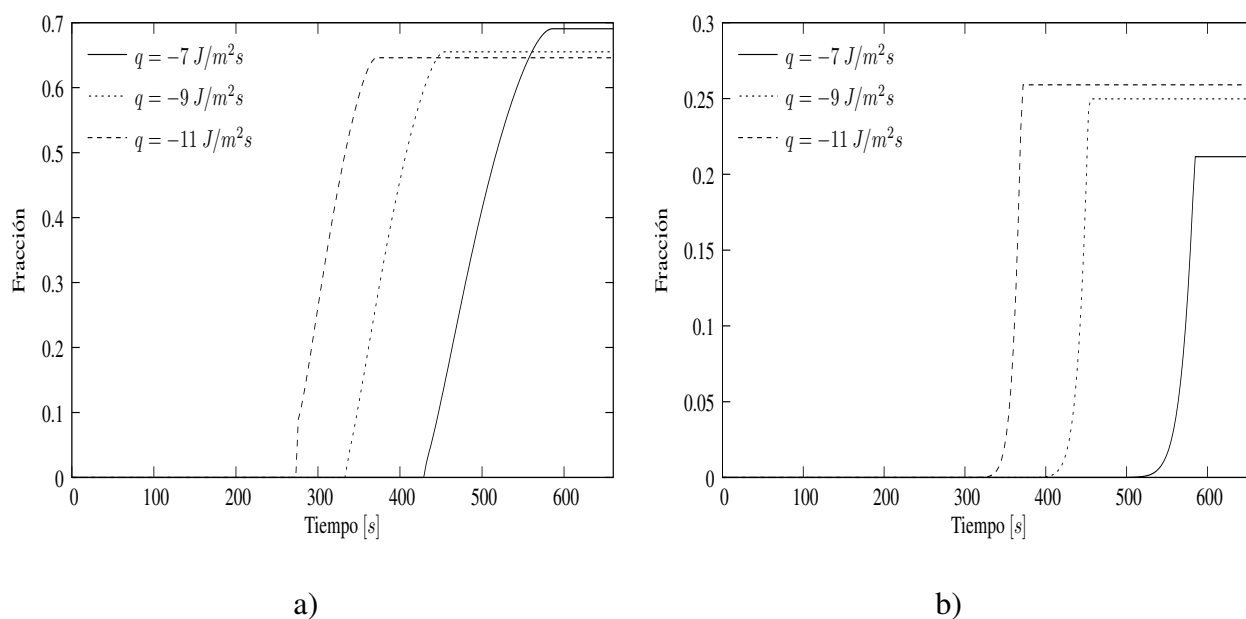 0.7
0.6
0.5
0.4
0.3
0.2
0.1
0
Fracción
q = −7 J/m²s
q = −9 J/m²s
q = −11 J/m²s
0 100 200 300 400 500 600
Tiempo [s]
a)
0.3
0.25
0.2
0.15
0.1
0.05
0
Fracción
q = −7 J/m²s
q = −9 J/m²s
q = −11 J/m²s
0 100 200 300 400 500 600
Tiempo [s]
b)